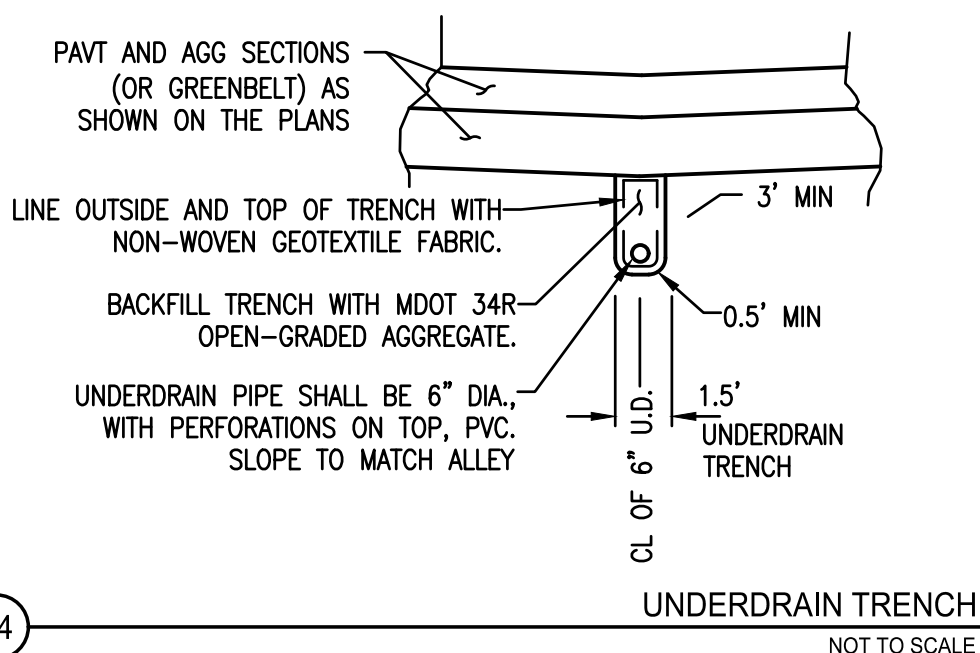 PAVT AND AGG SECTIONS
(OR GREENBELT) AS
SHOWN ON THE PLANS
LINE OUTSIDE AND TOP OF TRENCH WITH
NON-WOVEN GEOTEXTILE FABRIC.
3' MIN
BACKFILL TRENCH WITH MDOT 34R
OPEN-GRADED AGGREGATE.
0.5' MIN
UNDERDRAIN PIPE SHALL BE 6" DIA.,
WITH PERFORATIONS ON TOP, PVC.
SLOPE TO MATCH ALLEY
CL OF 6" U.D.
1.5'
UNDERDRAIN
TRENCH
4
UNDERDRAIN TRENCH
NOT TO SCALE